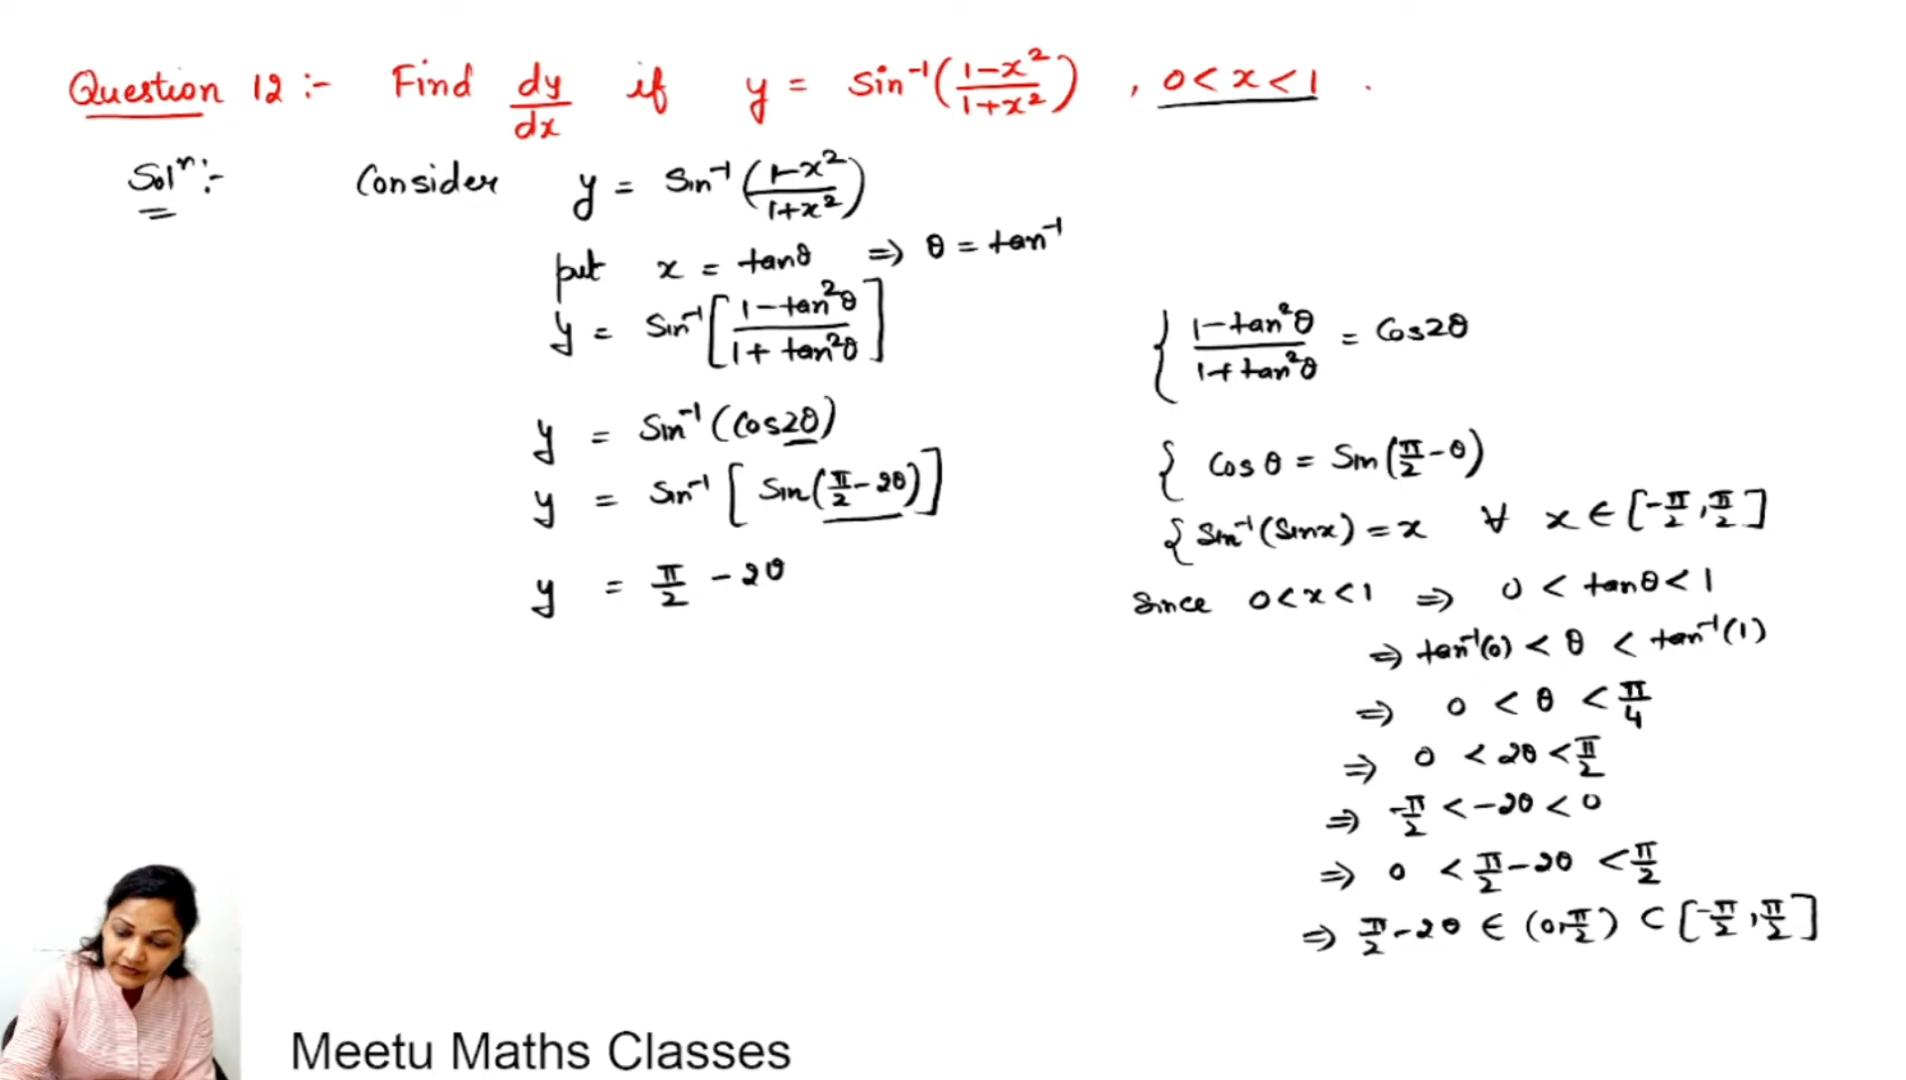 Question 12 :- Find dy/dx if y = sin⁻¹((1-x²)/(1+x²)) , 0 < x < 1 .
Solⁿ:- Consider y = Sin⁻¹((1-x²)/(1+x²))
put x = tanθ ⇒ θ = tan⁻¹
y = Sin⁻¹[(1-tan²θ)/(1+tan²θ)]
y = Sin⁻¹(Cos2θ)
y = Sin⁻¹[Sin(π/2-2θ)]
y = π/2 - 2θ
{ (1-tan²θ)/(1+tan²θ) = Cos2θ
{ Cosθ = Sin(π/2-θ)
{ Sin⁻¹(Sinx) = x ∀ x ∈ [-π/2, π/2]
Since 0<x<1 ⇒ 0 < tanθ < 1
⇒ tan⁻¹(0) < θ < tan⁻¹(1)
⇒ 0 < θ < π/4
⇒ 0 < 2θ < π/2
⇒ -π/2 < -2θ < 0
⇒ 0 < π/2-2θ < π/2
⇒ π/2-2θ ∈ (0,π/2) ⊂ [-π/2, π/2]
Meetu Maths Classes